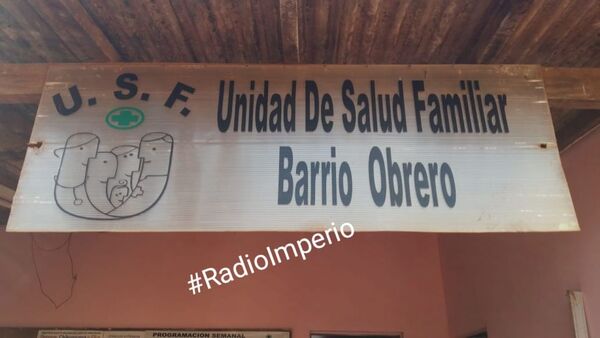 U. S. F.
Unidad De Salud Familiar
Barrio Obrero
#RadioImperio
PROGRAMACION SEMANAL